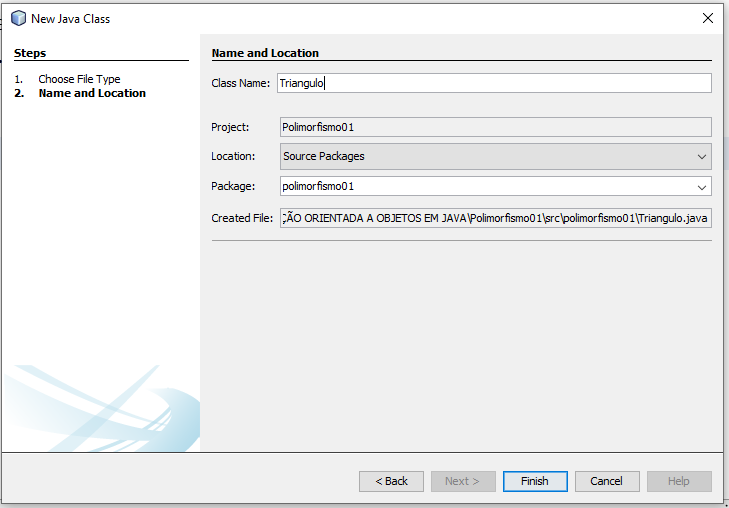 New Java Class
Steps
1. Choose File Type
2. Name and Location
Name and Location
Class Name: Triangulo
Project: Polimorfismo01
Location: Source Packages
Package: polimorfismo01
Created File: ÇÃO ORIENTADA A OBJETOS EM JAVA\Polimorfismo01\src\polimorfismo01\Triangulo.java
< Back Next > Finish Cancel Help